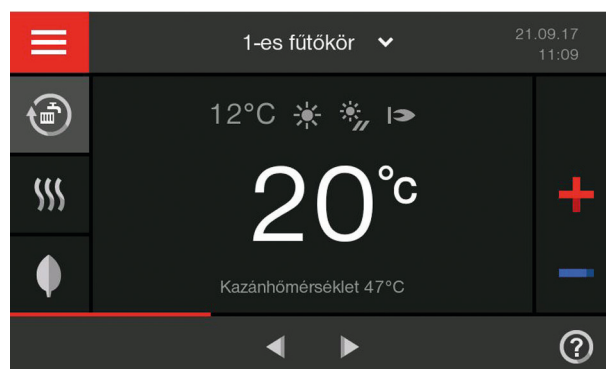 1-es fűtőkör
21.09.17
11:09
12°C
20°C
Kazánhőmérséklet 47°C
?